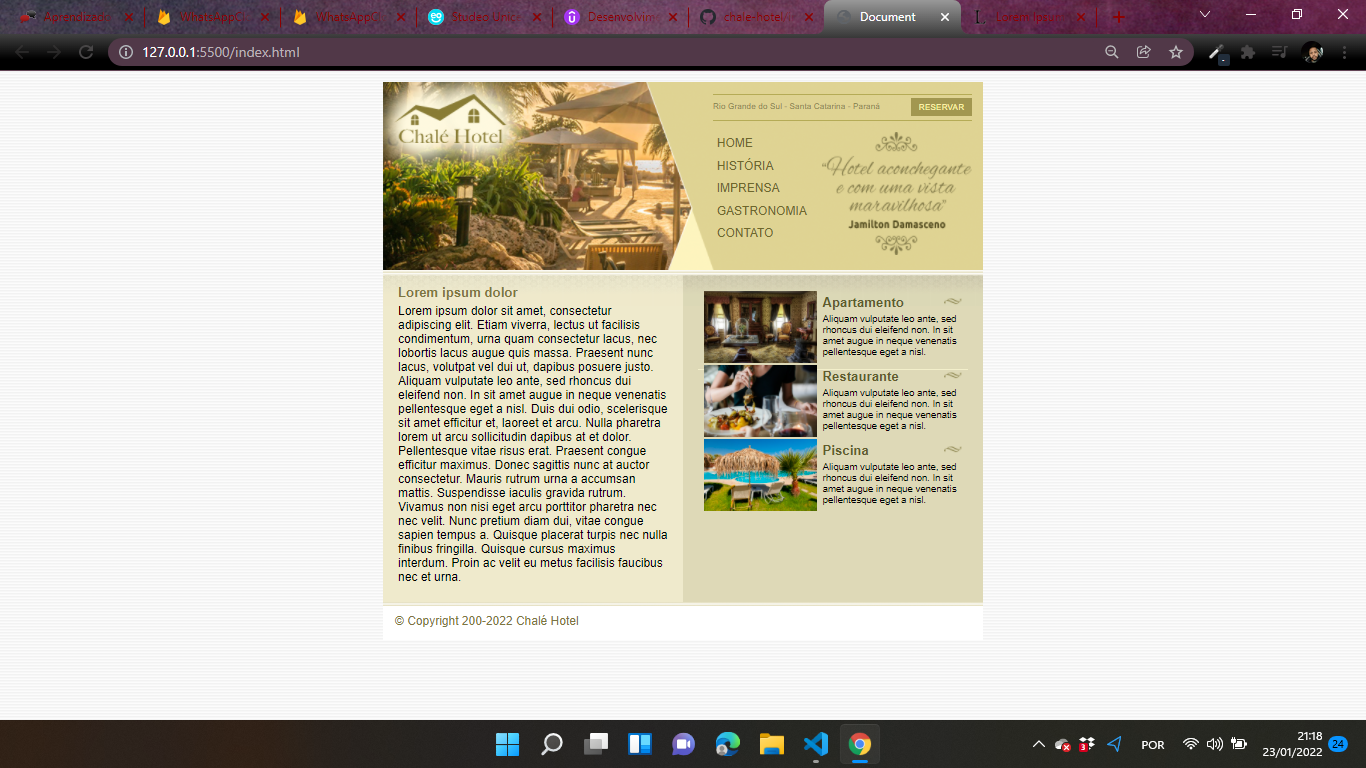 Aprendizado
WhatsAppC
WhatsAppC
Studeo Unic
Desenvolvim
chale-hotel/in
Document
Lorem Ipsu
127.0.0.1:5500/index.html
Chalé Hotel
Rio Grande do Sul - Santa Catarina - Paraná
RESERVAR
HOME
HISTÓRIA
IMPRENSA
GASTRONOMIA
CONTATO
“Hotel aconchegante
e com uma vista
maravilhosa”
Jamilton Damasceno
Lorem ipsum dolor
Lorem ipsum dolor sit amet, consectetur
adipiscing elit. Etiam viverra, lectus ut facilisis
condimentum, urna quam consectetur lacus, nec
lobortis lacus augue quis massa. Praesent nunc
lacus, volutpat vel dui ut, dapibus posuere justo.
Aliquam vulputate leo ante, sed rhoncus dui
eleifend non. In sit amet augue in neque venenatis
pellentesque eget a nisl. Duis dui odio, scelerisque
sit amet efficitur et, laoreet et arcu. Nulla pharetra
lorem ut arcu sollicitudin dapibus at et dolor.
Pellentesque vitae risus erat. Praesent congue
efficitur maximus. Donec sagittis nunc at auctor
consectetur. Mauris rutrum urna a accumsan
mattis. Suspendisse iaculis gravida rutrum.
Vivamus non nisi eget arcu porttitor pharetra nec
nec velit. Nunc pretium diam dui, vitae congue
sapien tempus a. Quisque placerat turpis nec nulla
finibus fringilla. Quisque cursus maximus
interdum. Proin ac velit eu metus facilisis faucibus
nec et urna.
Apartamento
Aliquam vulputate leo ante, sed
rhoncus dui eleifend non. In sit
amet augue in neque venenatis
pellentesque eget a nisl.
Restaurante
Aliquam vulputate leo ante, sed
rhoncus dui eleifend non. In sit
amet augue in neque venenatis
pellentesque eget a nisl.
Piscina
Aliquam vulputate leo ante, sed
rhoncus dui eleifend non. In sit
amet augue in neque venenatis
pellentesque eget a nisl.
© Copyright 200-2022 Chalé Hotel
3
POR
21:18
23/01/2022
24